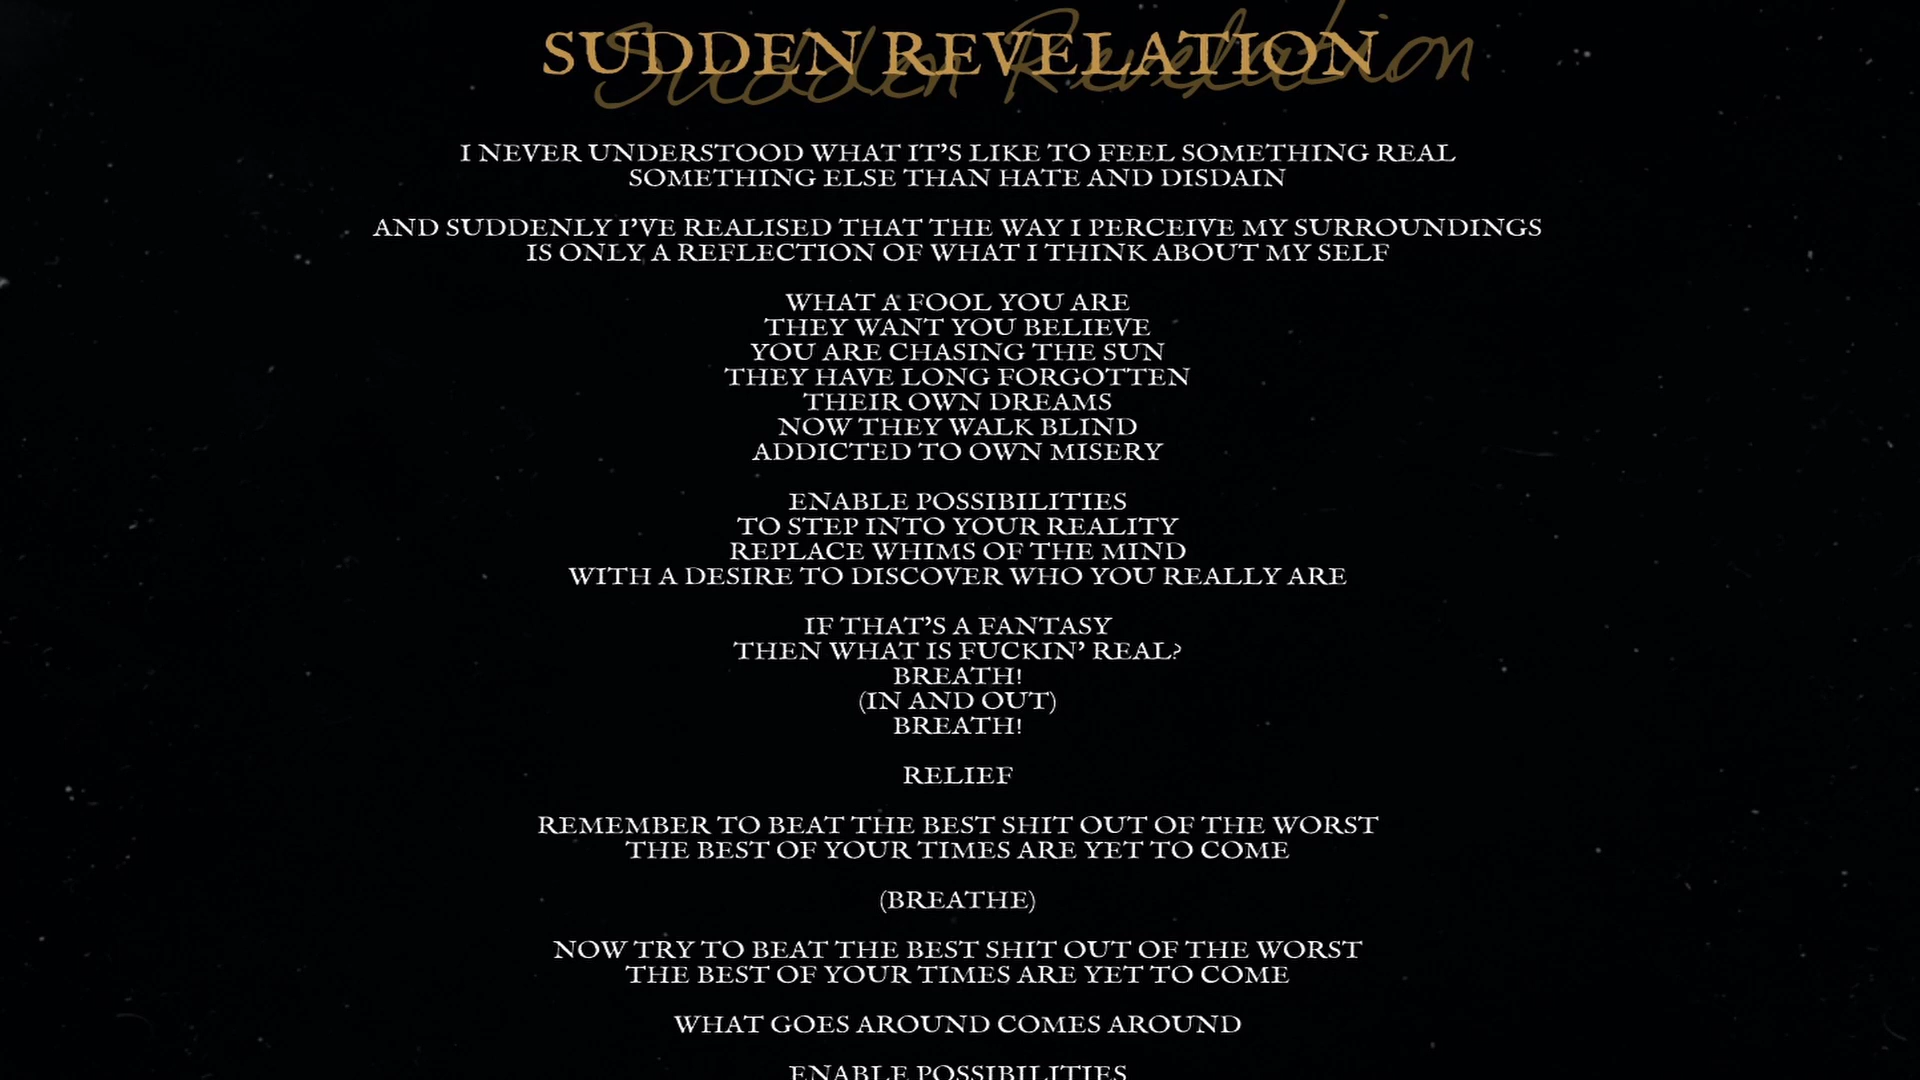 SUDDEN REVELATION
Sudden Revelation
I NEVER UNDERSTOOD WHAT IT'S LIKE TO FEEL SOMETHING REAL
SOMETHING ELSE THAN HATE AND DISDAIN
AND SUDDENLY I'VE REALISED THAT THE WAY I PERCEIVE MY SURROUNDINGS
IS ONLY A REFLECTION OF WHAT I THINK ABOUT MY SELF
WHAT A FOOL YOU ARE
THEY WANT YOU BELIEVE
YOU ARE CHASING THE SUN
THEY HAVE LONG FORGOTTEN
THEIR OWN DREAMS
NOW THEY WALK BLIND
ADDICTED TO OWN MISERY
ENABLE POSSIBILITIES
TO STEP INTO YOUR REALITY
REPLACE WHIMS OF THE MIND
WITH A DESIRE TO DISCOVER WHO YOU REALLY ARE
IF THAT'S A FANTASY
THEN WHAT IS FUCKIN' REAL?
BREATH!
(IN AND OUT)
BREATH!
RELIEF
REMEMBER TO BEAT THE BEST SHIT OUT OF THE WORST
THE BEST OF YOUR TIMES ARE YET TO COME
(BREATHE)
NOW TRY TO BEAT THE BEST SHIT OUT OF THE WORST
THE BEST OF YOUR TIMES ARE YET TO COME
WHAT GOES AROUND COMES AROUND
ENABLE POSSIBILITIES